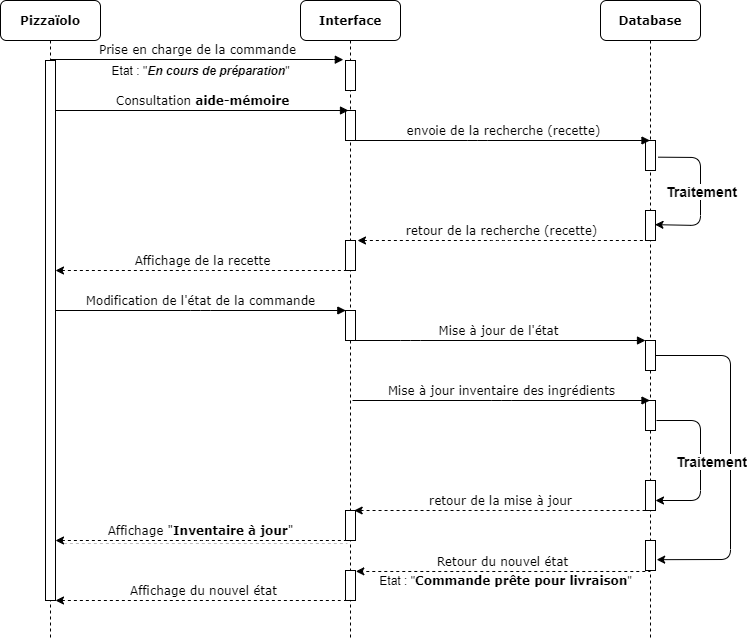 Pizzaïolo
Interface
Database
Prise en charge de la commande
Etat : "En cours de préparation"
Consultation aide-mémoire
envoie de la recherche (recette)
Traitement
retour de la recherche (recette)
Affichage de la recette
Modification de l'état de la commande
Mise à jour de l'état
Mise à jour inventaire des ingrédients
Traitement
retour de la mise à jour
Affichage "Inventaire à jour"
Retour du nouvel état
Etat : "Commande prête pour livraison"
Affichage du nouvel état